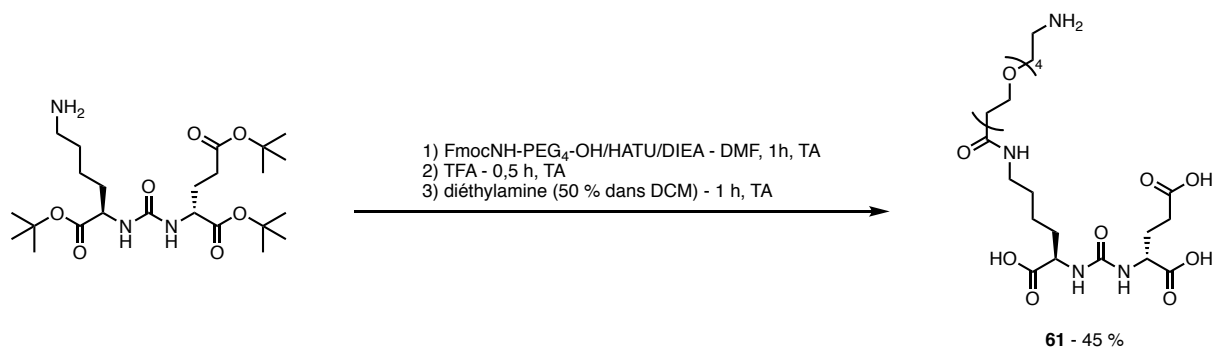 NH2
4
O
O
NH
NH2
O
O
O
O
O
N
H
N
H
O
O
1) FmocNH-PEG4-OH/HATU/DIEA - DMF, 1h, TA
2) TFA - 0,5 h, TA
3) diéthylamine (50 % dans DCM) - 1 h, TA
O
OH
O
HO
O
N
H
N
H
OH
O
61 - 45 %